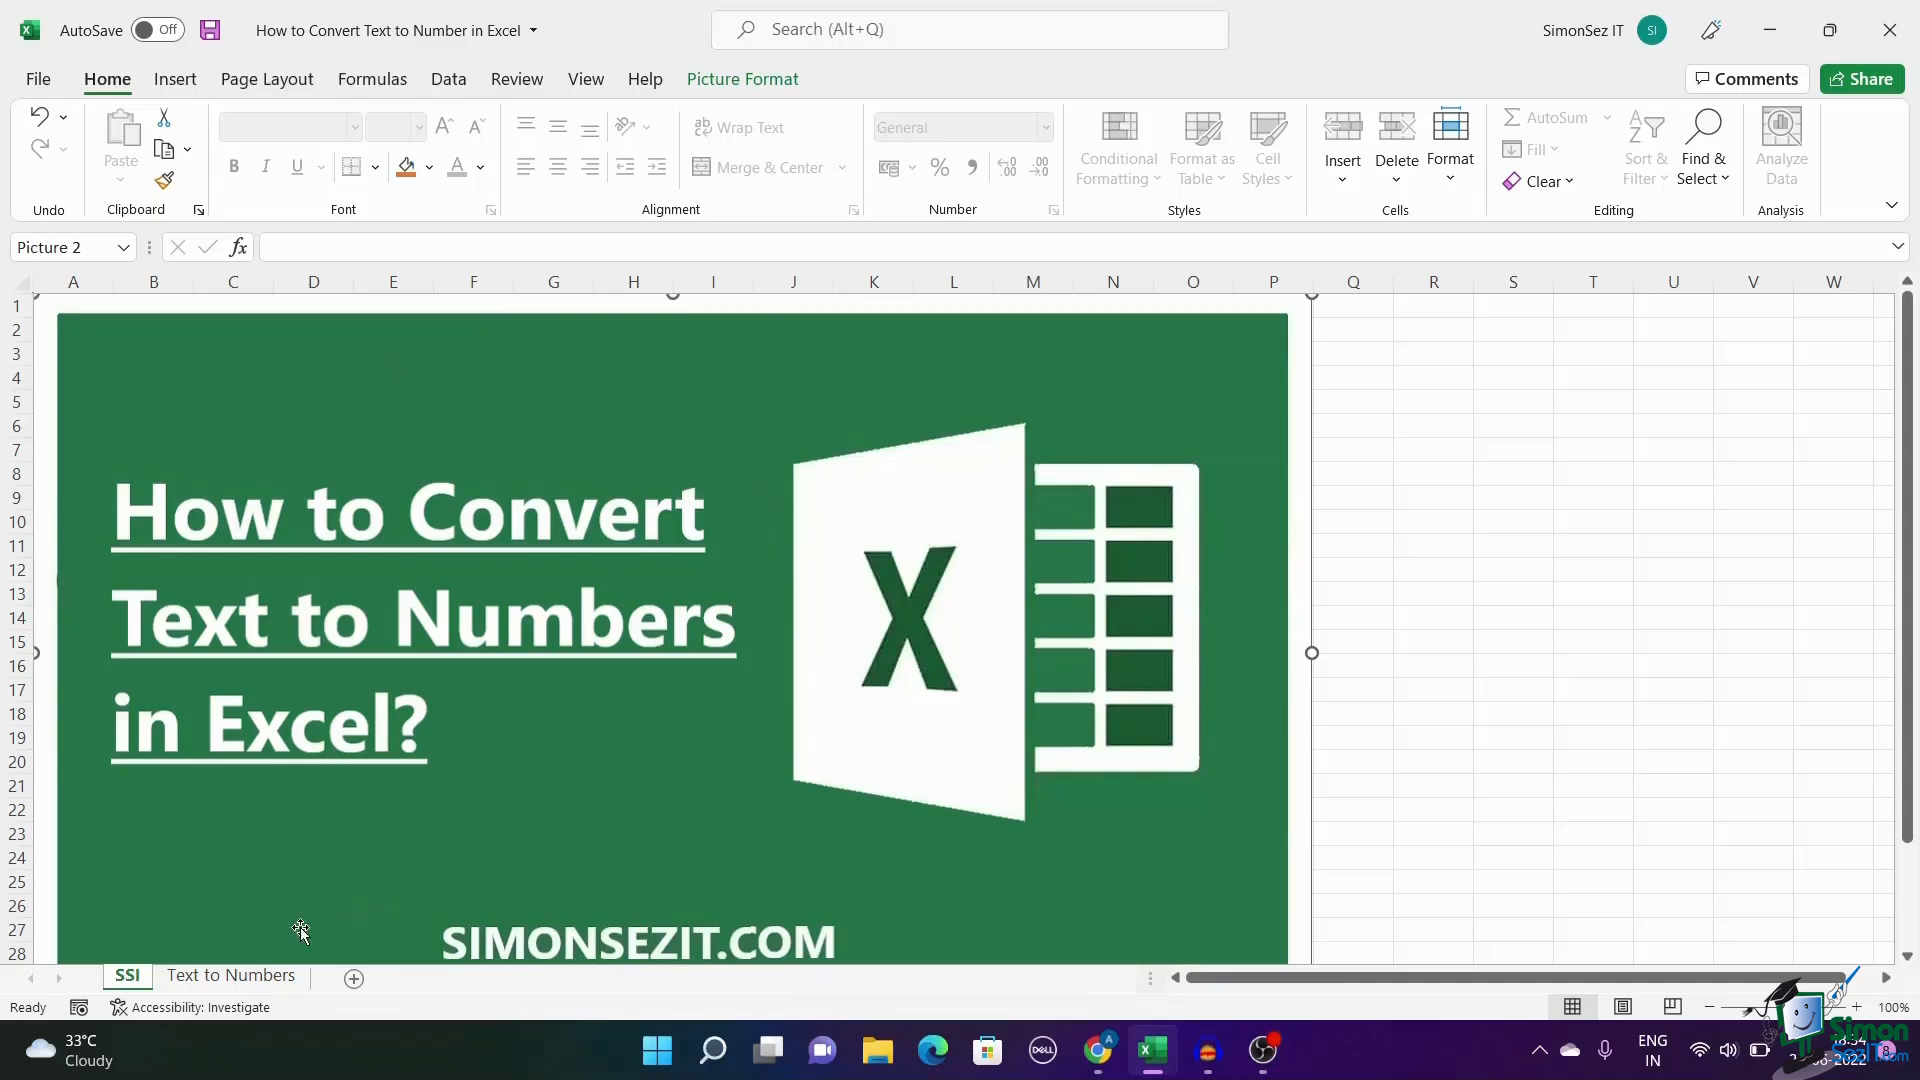 AutoSave Off How to Convert Text to Number in Excel Search (Alt+Q) SimonSez IT SI
File Home Insert Page Layout Formulas Data Review View Help Picture Format Comments Share
Wrap Text General AutoSum
Paste Conditional Formatting Format as Table Cell Styles Insert Delete Format Fill Sort & Filter Find & Select Analyze Data
B I U Merge & Center Clear
Undo Clipboard Font Alignment Number Styles Cells Editing Analysis
Picture 2 fx
A B C D E F G H I J K L M N O P Q R S T U V W
1
2
3
4
5
6
7
8
9
10
11
12
13
14
15
16
17
18
19
20
21
22
23
24
25
26
27
28
How to Convert
Text to Numbers
in Excel?
X
SIMONSEZIT.COM
SSI Text to Numbers
Ready Accessibility: Investigate 100%
33°C
Cloudy
DELL
A
ENG
IN
Simon
SezIT.com
8